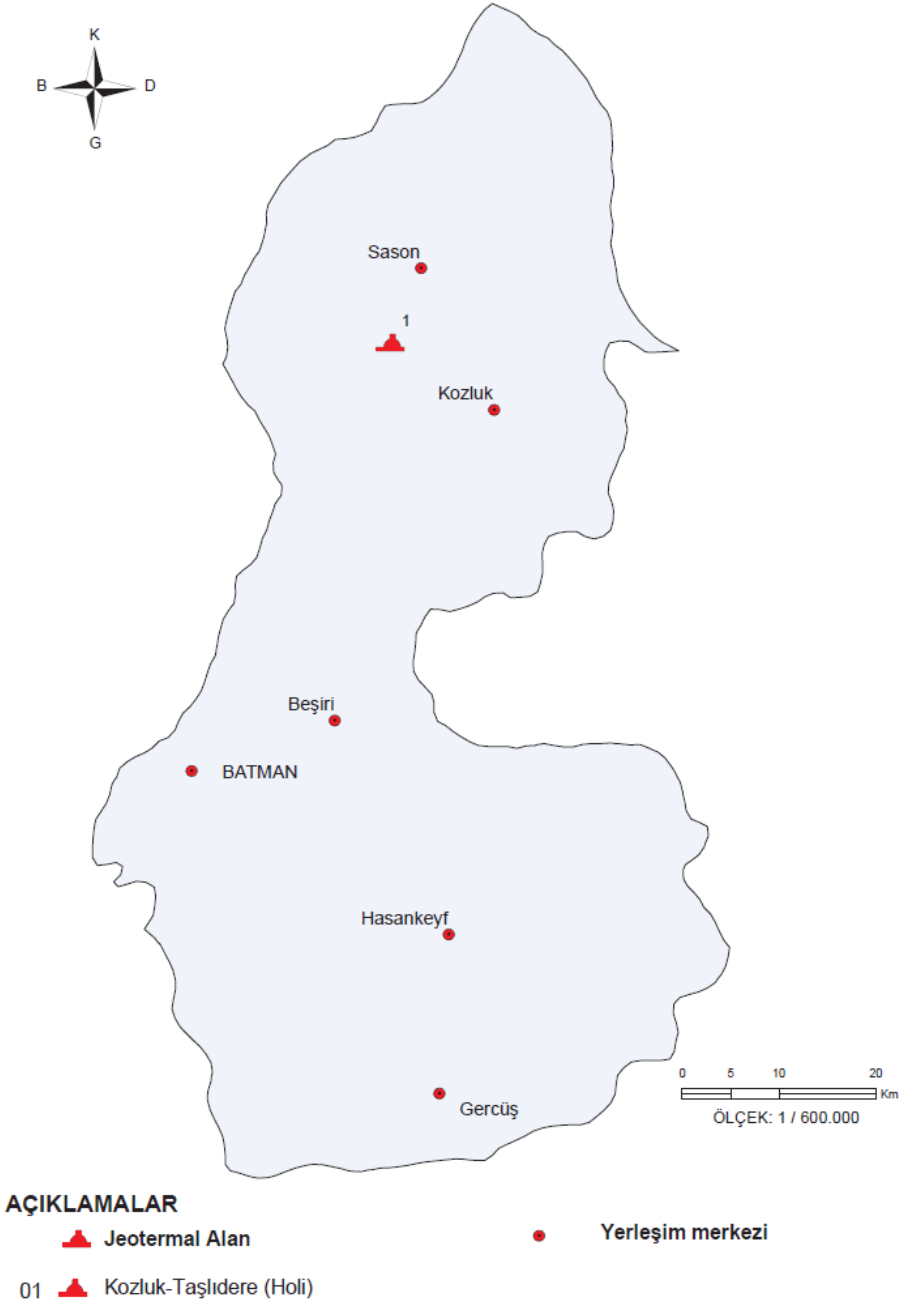 K
B D
G
Sason
1
Kozluk
Beşiri
BATMAN
Hasankeyf
0 5 10 20
Km
ÖLÇEK: 1 / 600.000
Gercüş
AÇIKLAMALAR
Jeotermal Alan
Yerleşim merkezi
01 Kozluk-Taşlıdere (Holi)